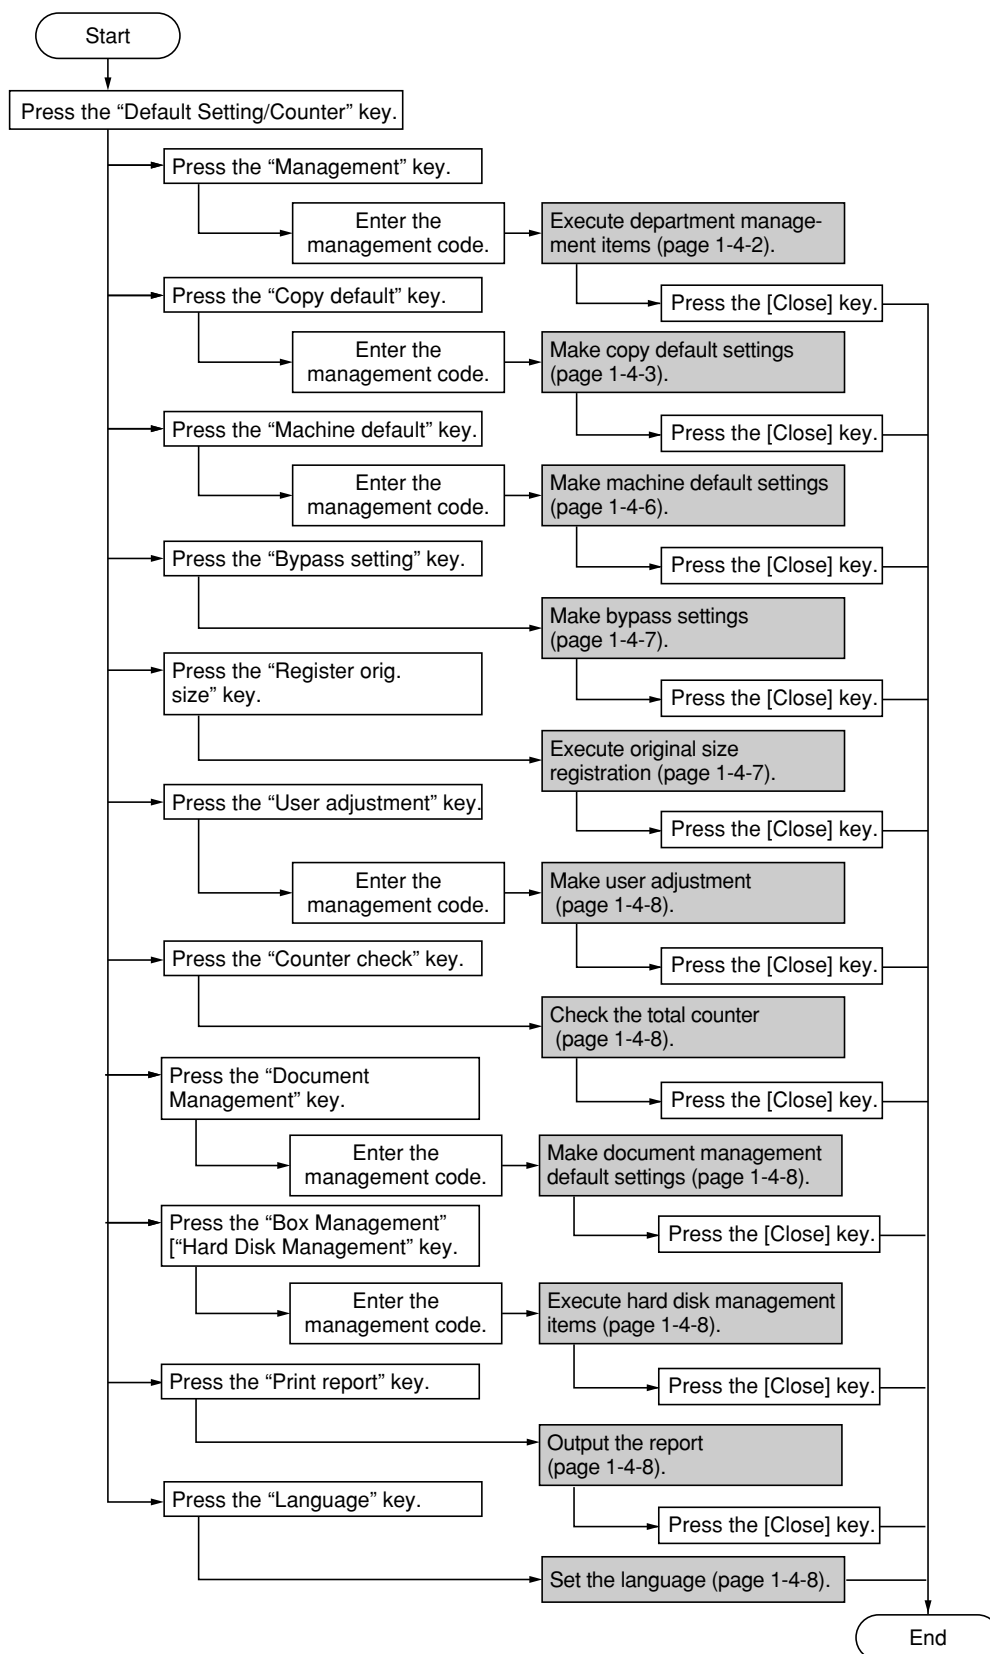 Start
Press the “Default Setting/Counter” key.
Press the “Management” key.
Enter the
management code.
Execute department manage-
ment items (page 1-4-2).
Press the [Close] key.
Press the “Copy default” key.
Enter the
management code.
Make copy default settings
(page 1-4-3).
Press the [Close] key.
Press the “Machine default” key.
Enter the
management code.
Make machine default settings
(page 1-4-6).
Press the [Close] key.
Press the “Bypass setting” key.
Make bypass settings
(page 1-4-7).
Press the [Close] key.
Press the “Register orig.
size” key.
Execute original size
registration (page 1-4-7).
Press the [Close] key.
Press the “User adjustment” key.
Enter the
management code.
Make user adjustment
(page 1-4-8).
Press the [Close] key.
Press the “Counter check” key.
Check the total counter
(page 1-4-8).
Press the [Close] key.
Press the “Document
Management” key.
Enter the
management code.
Make document management
default settings (page 1-4-8).
Press the [Close] key.
Press the “Box Management”
[“Hard Disk Management” key.
Enter the
management code.
Execute hard disk management
items (page 1-4-8).
Press the [Close] key.
Press the “Print report” key.
Output the report
(page 1-4-8).
Press the [Close] key.
Press the “Language” key.
Set the language (page 1-4-8).
End